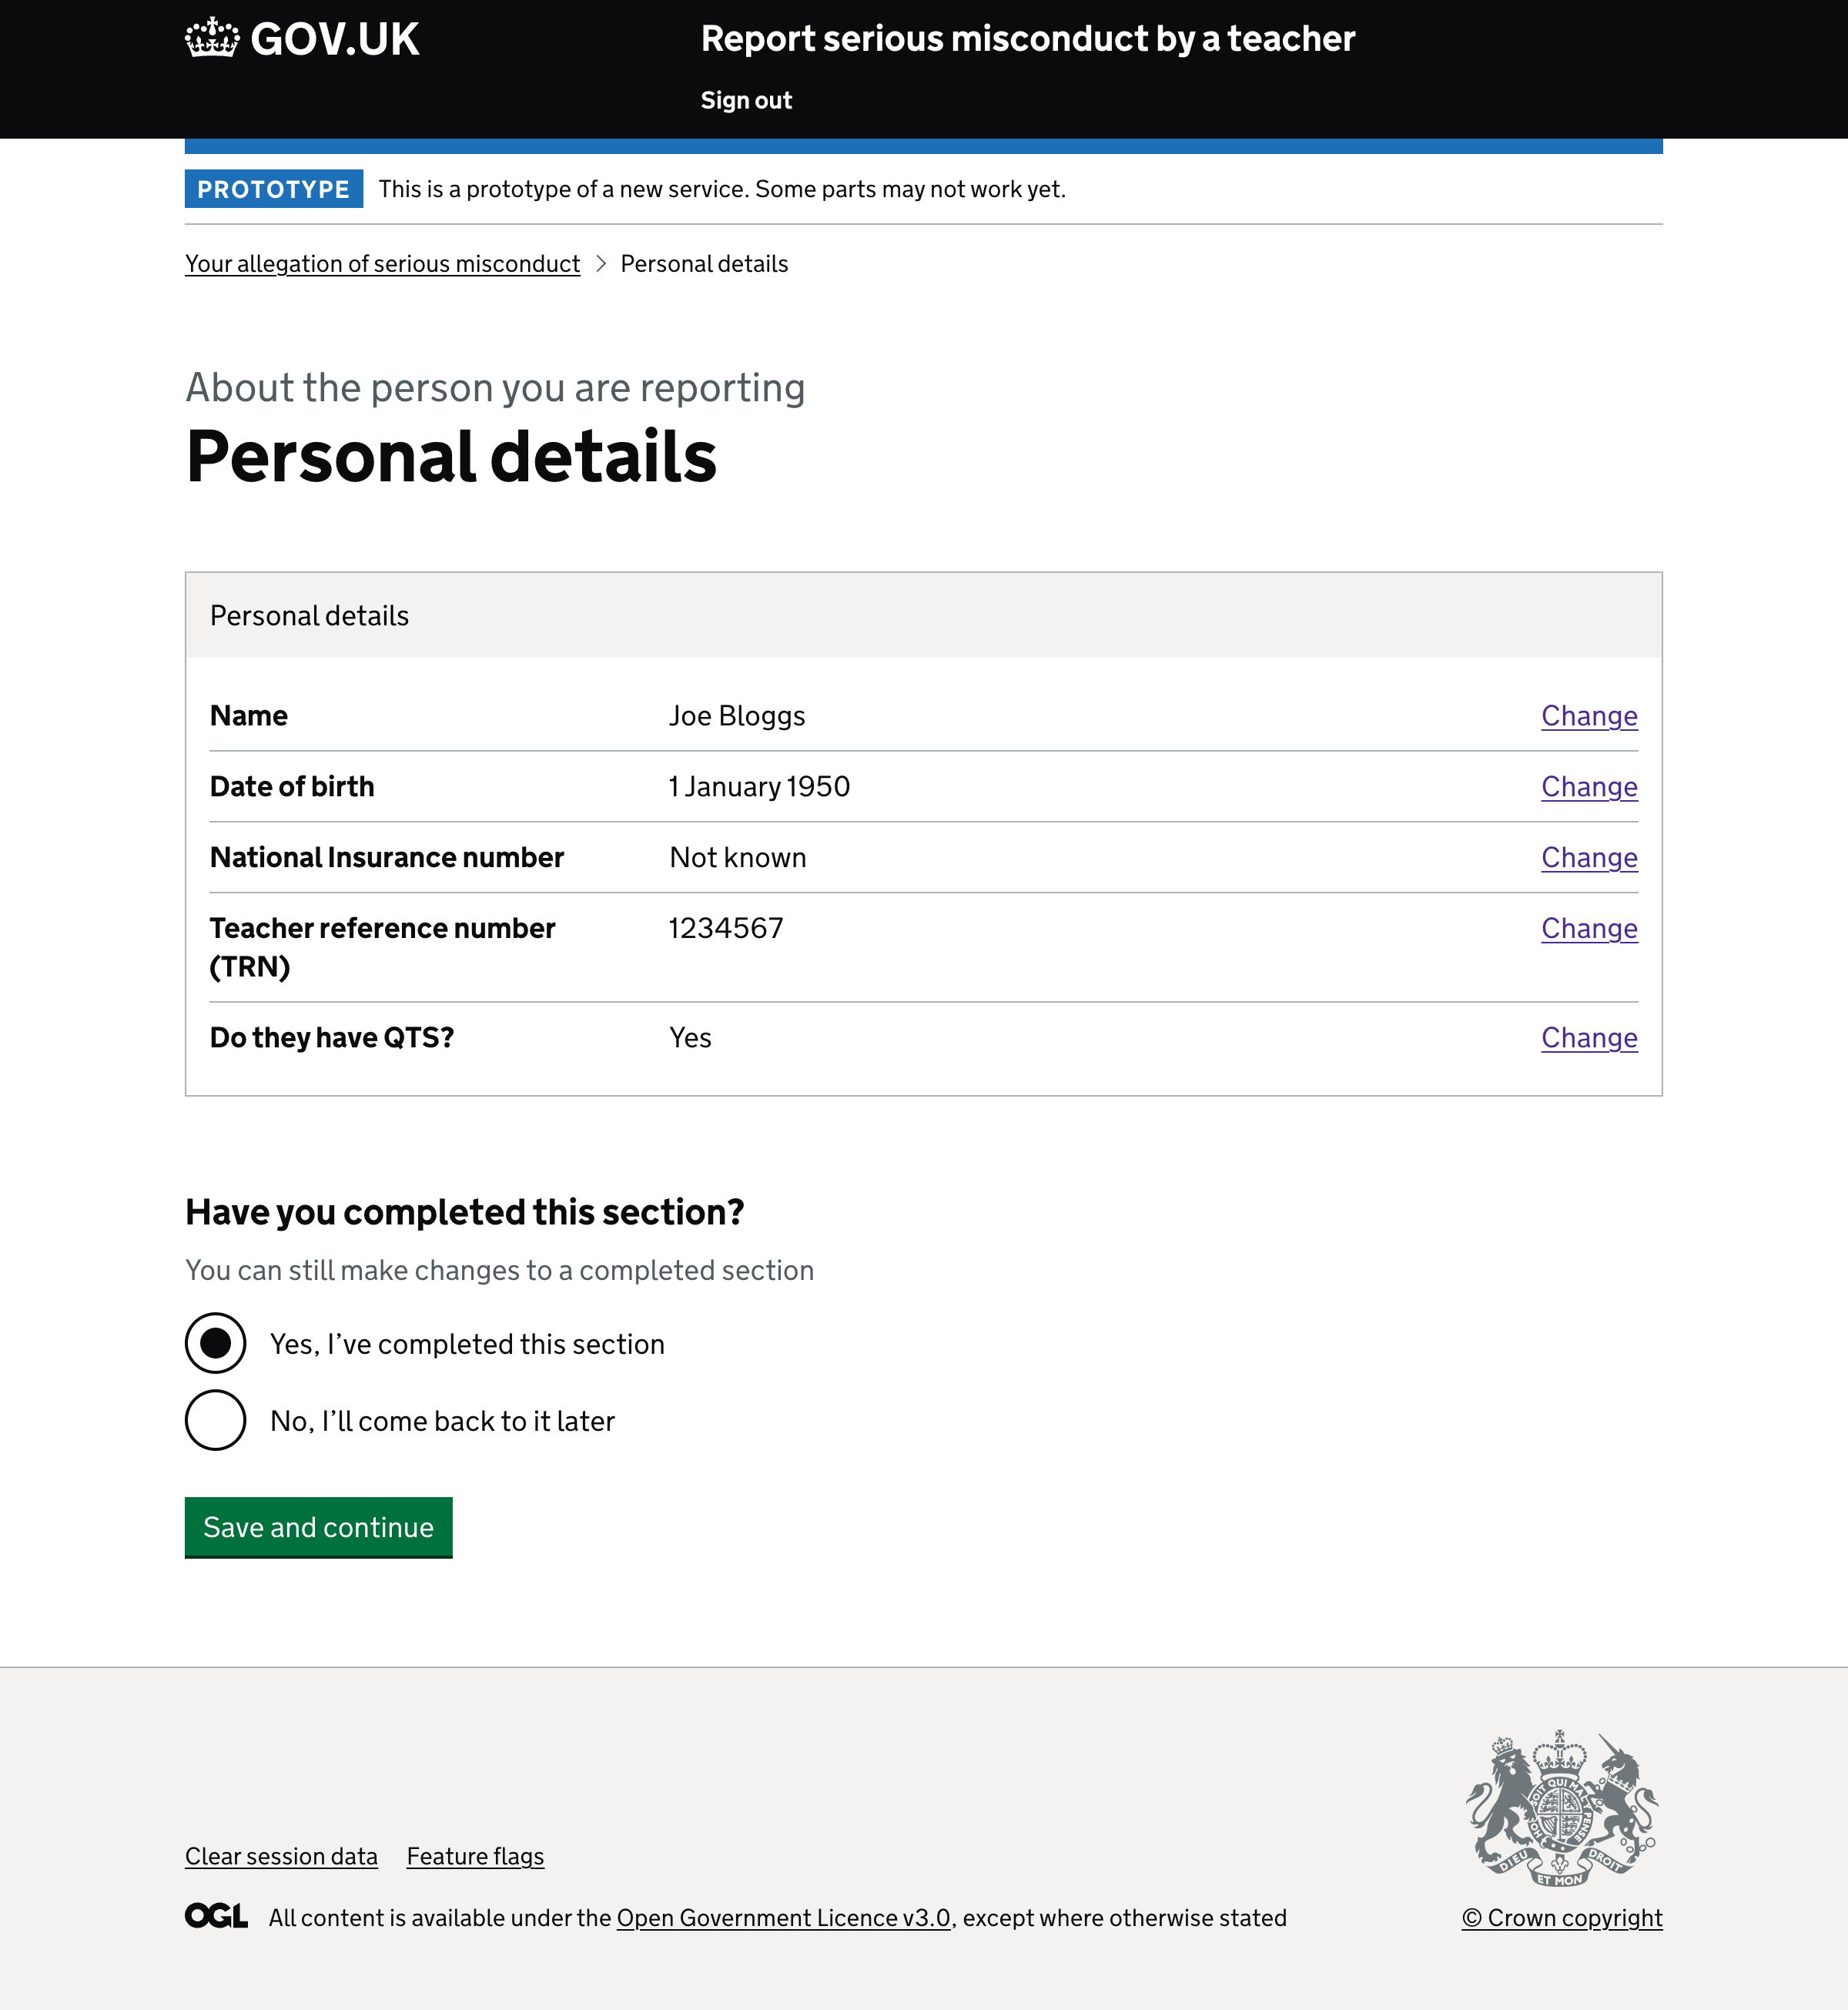 GOV.UK
Report serious misconduct by a teacher
Sign out
PROTOTYPE This is a prototype of a new service. Some parts may not work yet.
Your allegation of serious misconduct > Personal details
About the person you are reporting
Personal details
Personal details
Name Joe Bloggs Change
Date of birth 1 January 1950 Change
National Insurance number Not known Change
Teacher reference number 1234567 Change
(TRN)
Do they have QTS? Yes Change
Have you completed this section?
You can still make changes to a completed section
Yes, I’ve completed this section
No, I’ll come back to it later
Save and continue
DIEU ET MON DROIT
Clear session data Feature flags
OGL All content is available under the Open Government Licence v3.0, except where otherwise stated
© Crown copyright